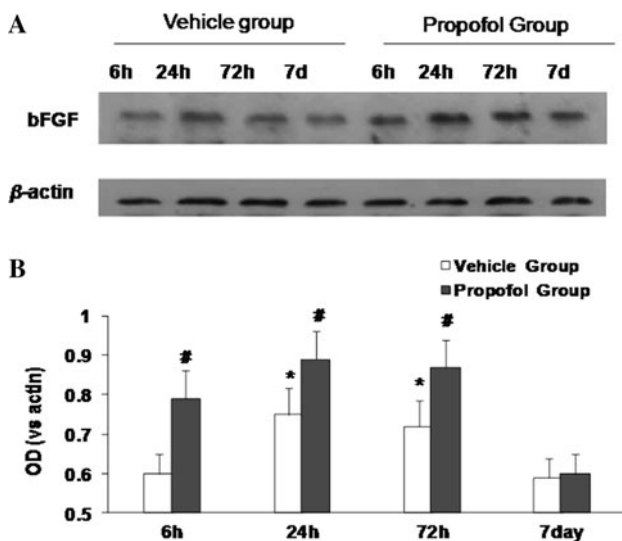 A
Vehicle group Propofol Group
6h 24h 72h 7d 6h 24h 72h 7d
bFGF
β-actin
B
Vehicle Group
Propofol Group
OD (vs actin)
1
0.9
0.8
0.7
0.6
0.5
#
*
#
*
#
6h 24h 72h 7day